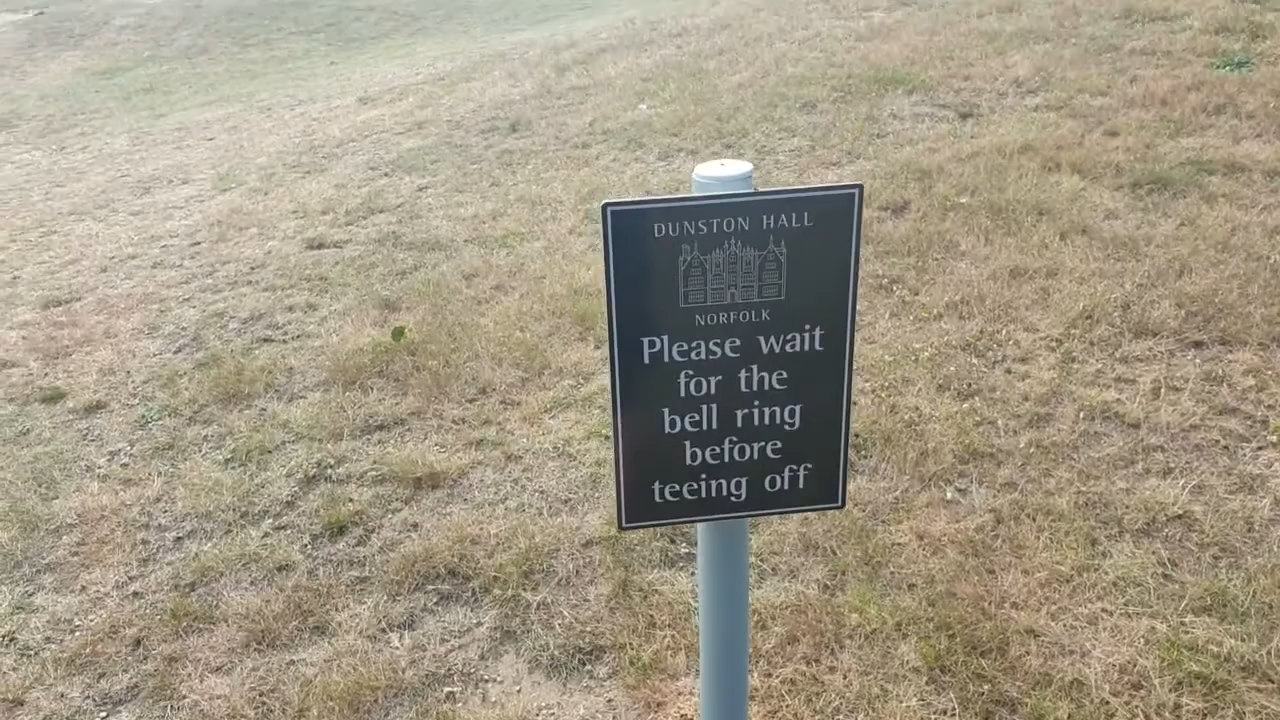 DUNSTON HALL
NORFOLK
Please wait
for the
bell ring
before
teeing off